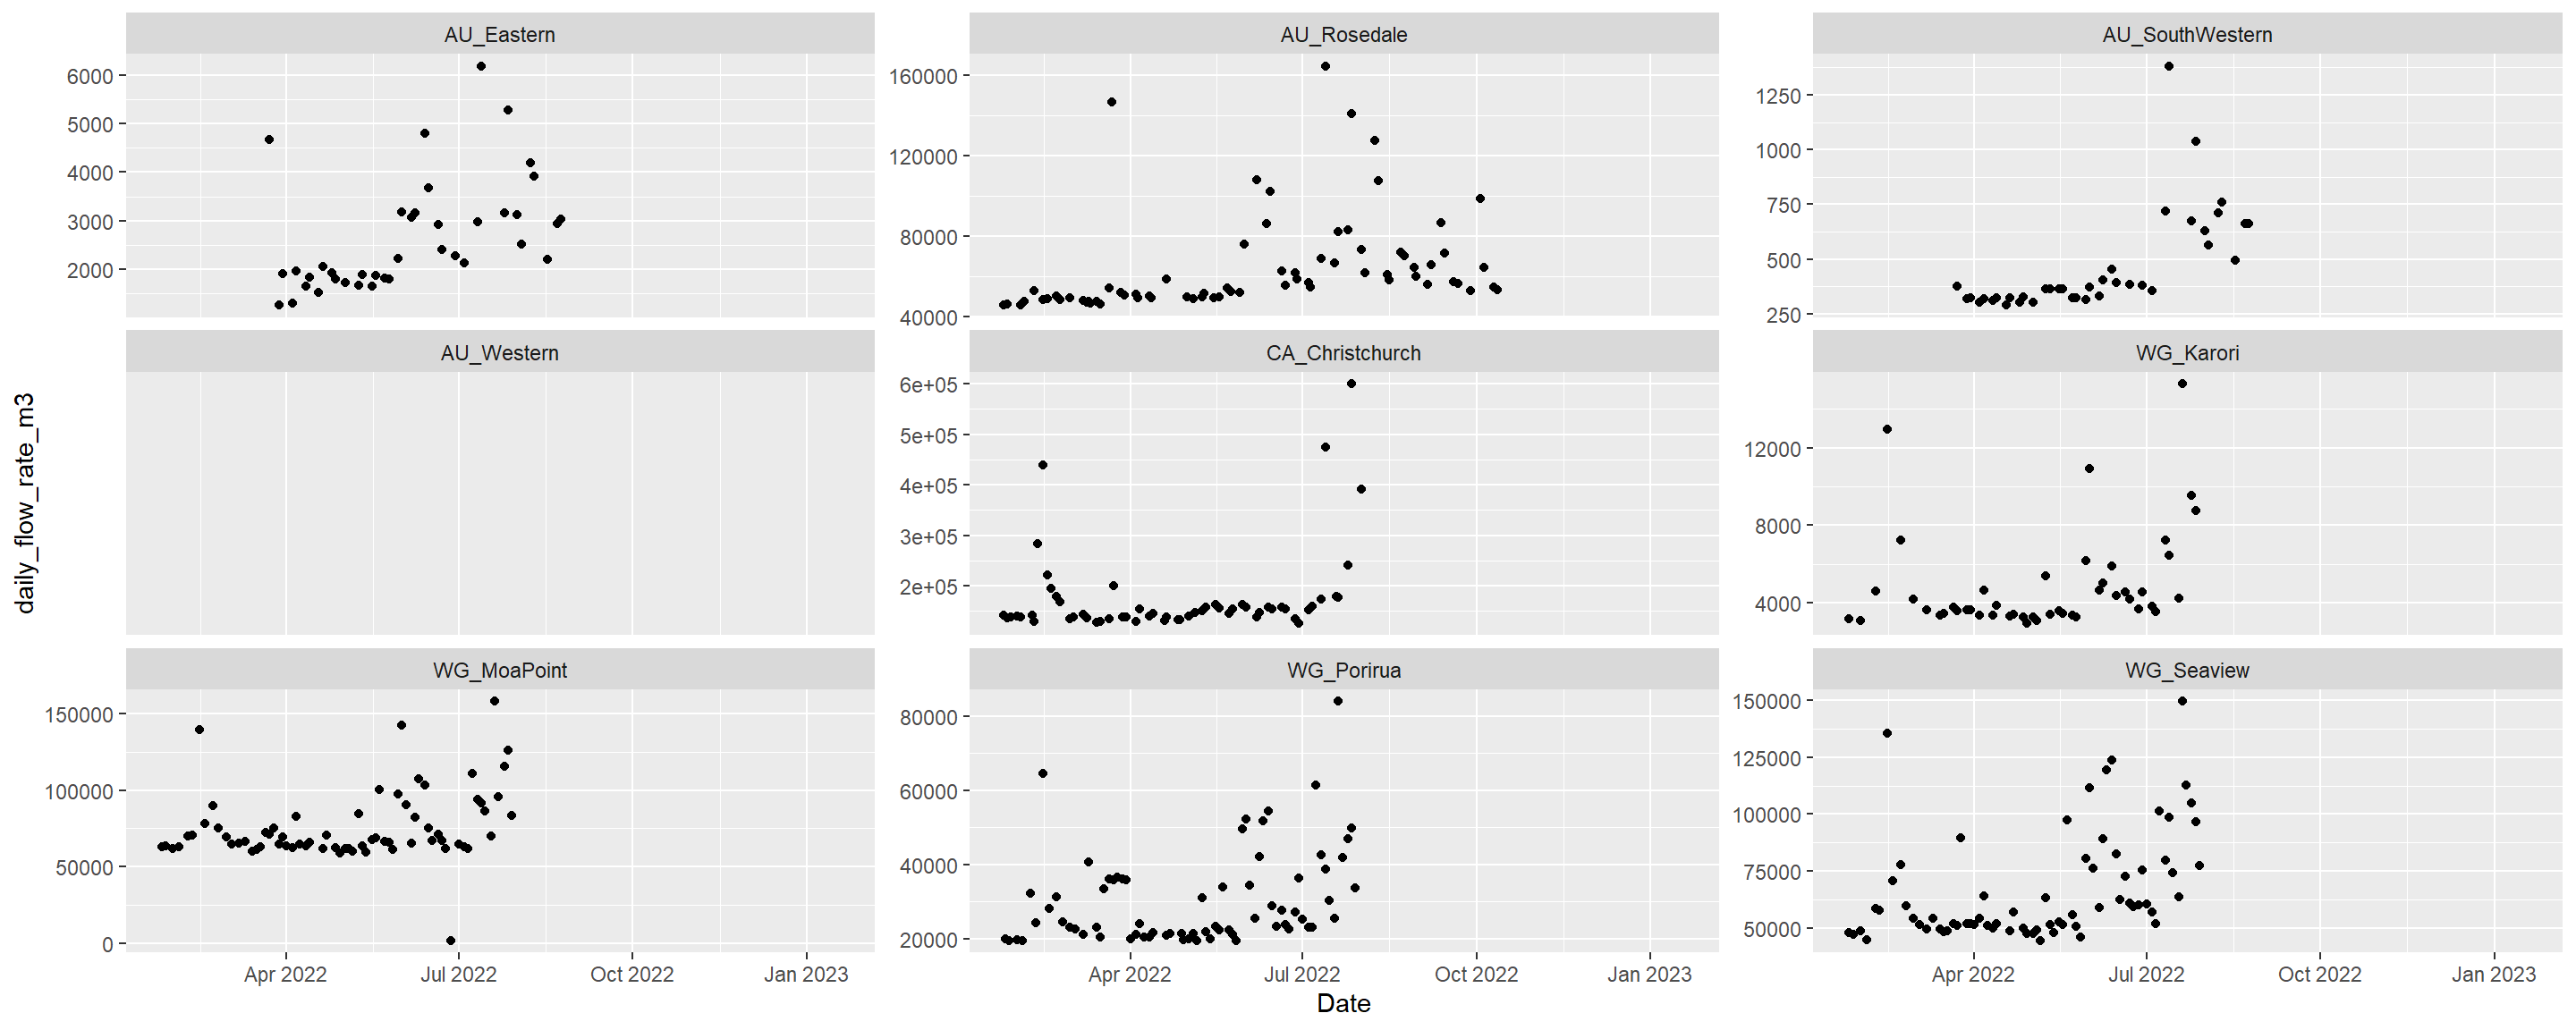 AU_Eastern
AU_Rosedale
AU_SouthWestern
6000
5000
4000
3000
2000
160000
120000
80000
40000
1250
1000
750
500
250
AU_Western
CA_Christchurch
WG_Karori
6e+05
5e+05
4e+05
3e+05
2e+05
12000
8000
4000
daily_flow_rate_m3
WG_MoaPoint
WG_Porirua
WG_Seaview
150000
100000
50000
0
80000
60000
40000
20000
150000
125000
100000
75000
50000
Apr 2022 Jul 2022 Oct 2022 Jan 2023
Apr 2022 Jul 2022 Oct 2022 Jan 2023
Apr 2022 Jul 2022 Oct 2022 Jan 2023
Date